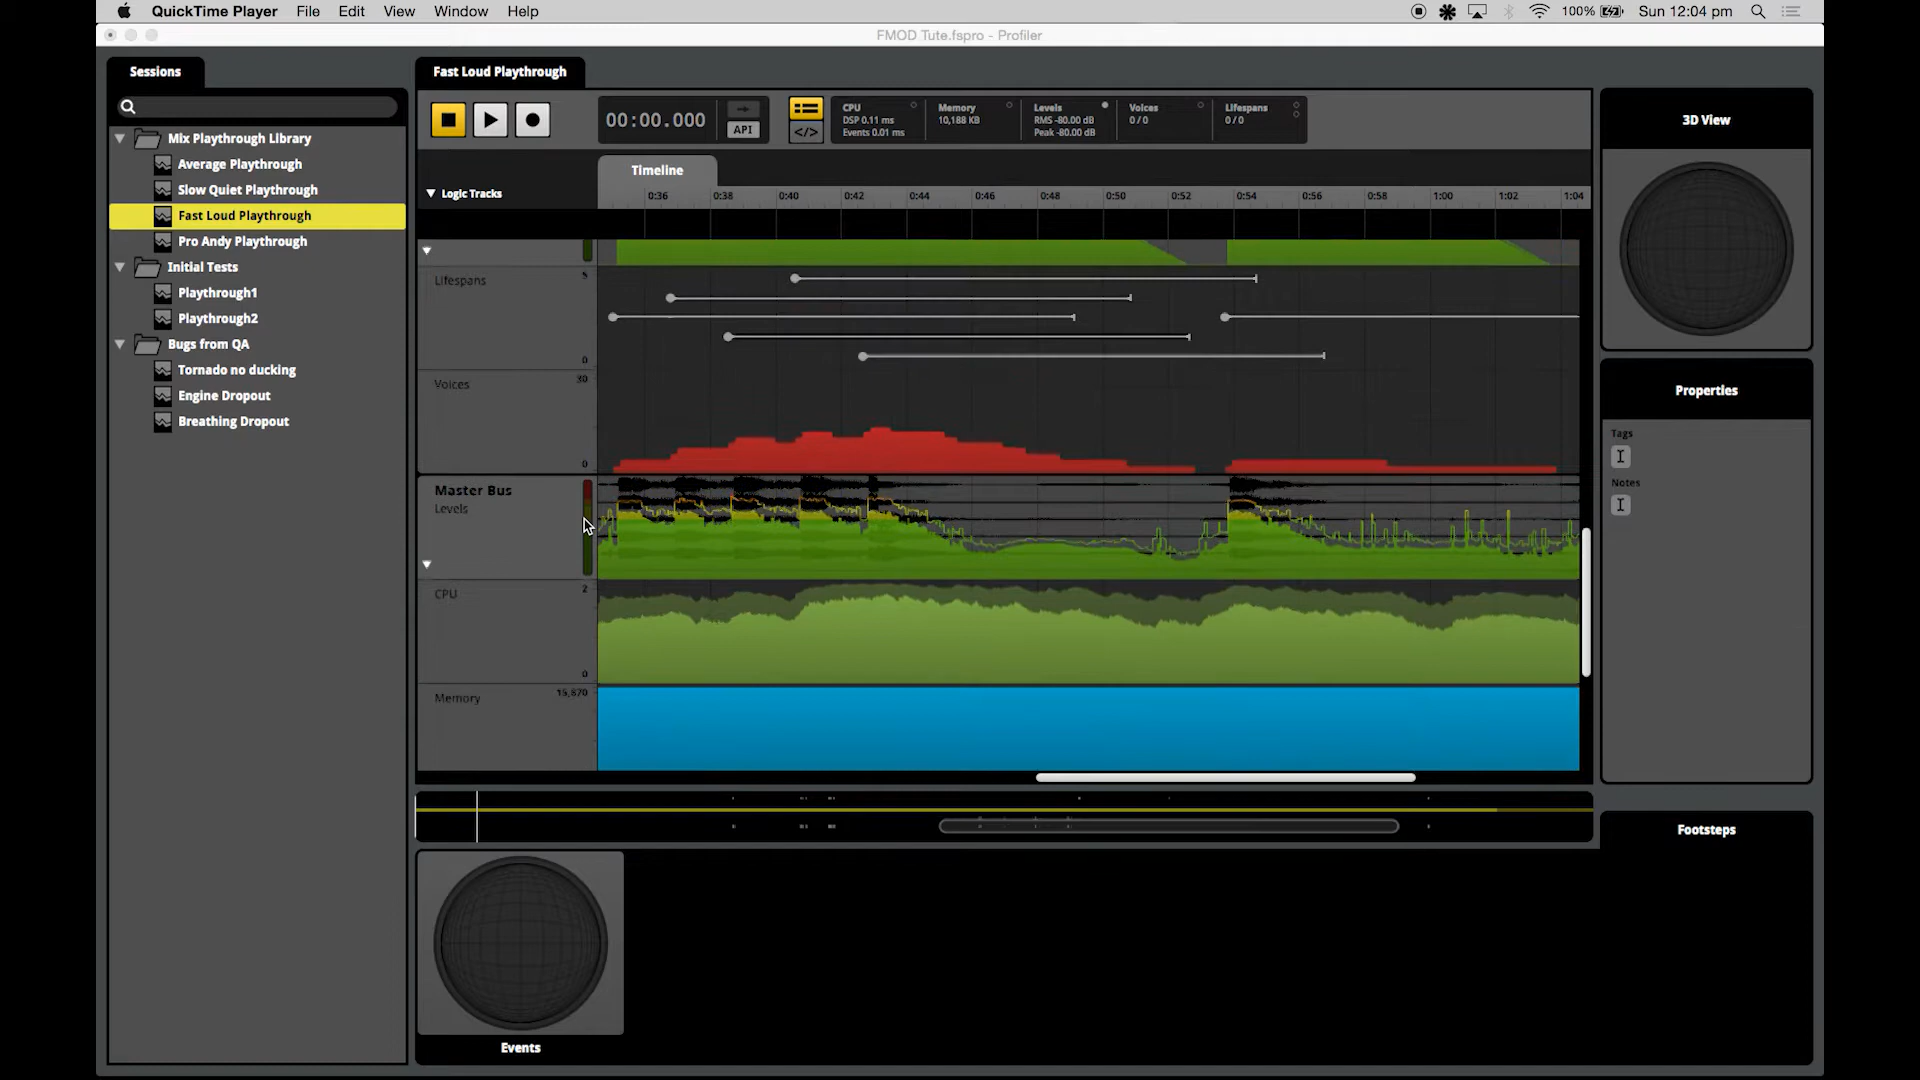 QuickTime Player File Edit View Window Help 100% Sun 12:04 pm
FMOD Tute.fspro - Profiler
Sessions
Mix Playthrough Library
Average Playthrough
Slow Quiet Playthrough
Fast Loud Playthrough
Pro Andy Playthrough
Initial Tests
Playthrough1
Playthrough2
Bugs from QA
Tornado no ducking
Engine Dropout
Breathing Dropout
Fast Loud Playthrough
00:00.000
API
</>
CPU
DSP 0.11 ms
Events 0.01 ms
Memory
10,188 KB
Levels
RMS -80.00 dB
Peak -80.00 dB
Voices
0 / 0
Lifespans
0 / 0
Timeline
Logic Tracks
0:36 0:38 0:40 0:42 0:44 0:46 0:48 0:50 0:52 0:54 0:56 0:58 1:00 1:02 1:04
Lifespans 5
0
Voices 30
0
Master Bus
Levels
CPU 2
0
Memory 15,870
Events
3D View
Properties
Tags
Notes
Footsteps